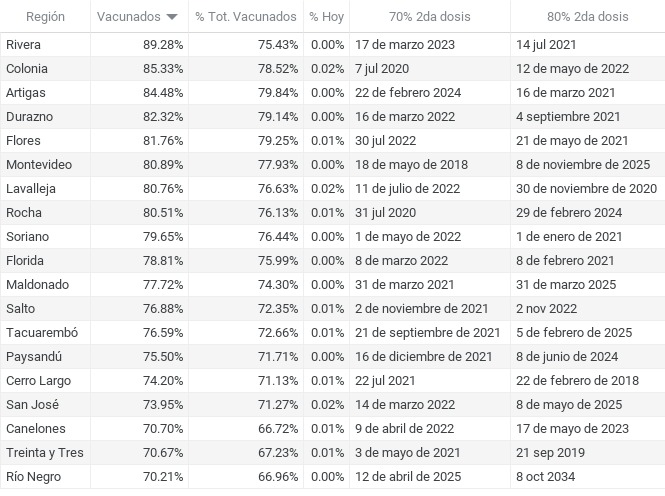 Región Vacunados % Tot. Vacunados % Hoy 70% 2da dosis 80% 2da dosis
Rivera 89.28% 75.43% 0.00% 17 de marzo 2023 14 jul 2021
Colonia 85.33% 78.52% 0.02% 7 jul 2020 12 de mayo de 2022
Artigas 84.48% 79.84% 0.00% 22 de febrero 2024 16 de marzo 2021
Durazno 82.32% 79.14% 0.00% 16 de marzo 2022 4 septiembre 2021
Flores 81.76% 79.25% 0.01% 30 jul 2022 21 de mayo de 2021
Montevideo 80.89% 77.93% 0.00% 18 de mayo de 2018 8 de noviembre de 2025
Lavalleja 80.76% 76.63% 0.02% 11 de julio de 2022 30 de noviembre de 2020
Rocha 80.51% 76.13% 0.01% 31 jul 2020 29 de febrero 2024
Soriano 79.65% 76.44% 0.00% 1 de mayo de 2022 1 de enero de 2021
Florida 78.81% 75.99% 0.00% 8 de marzo 2022 8 de febrero 2021
Maldonado 77.72% 74.30% 0.00% 31 de marzo 2021 31 de marzo 2025
Salto 76.88% 72.35% 0.01% 2 de noviembre de 2021 2 nov 2022
Tacuarembó 76.59% 72.66% 0.01% 21 de septiembre de 2021 5 de febrero de 2025
Paysandú 75.50% 71.71% 0.00% 16 de diciembre de 2021 8 de junio de 2024
Cerro Largo 74.20% 71.13% 0.01% 22 jul 2021 22 de febrero de 2018
San José 73.95% 71.27% 0.02% 14 de marzo 2022 8 de mayo de 2025
Canelones 70.70% 66.72% 0.01% 9 de abril de 2022 17 de mayo de 2023
Treinta y Tres 70.67% 67.23% 0.01% 3 de mayo de 2021 21 sep 2019
Río Negro 70.21% 66.96% 0.00% 12 de abril de 2025 8 oct 2034